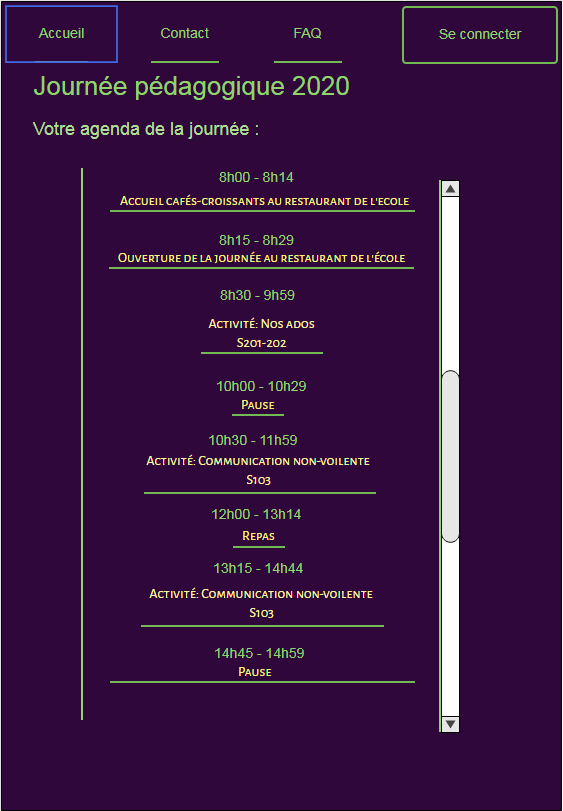 Accueil
Contact
FAQ
Se connecter
Journée pédagogique 2020
Votre agenda de la journée :
8h00 - 8h14
Accueil cafés-croissants au restaurant de l'ecole
8h15 - 8h29
Ouverture de la journée au restaurant de l'école
8h30 - 9h59
Activité: Nos ados
S201-202
10h00 - 10h29
Pause
10h30 - 11h59
Activité: Communication non-voilente
S103
12h00 - 13h14
Repas
13h15 - 14h44
Activité: Communication non-voilente
S103
14h45 - 14h59
Pause